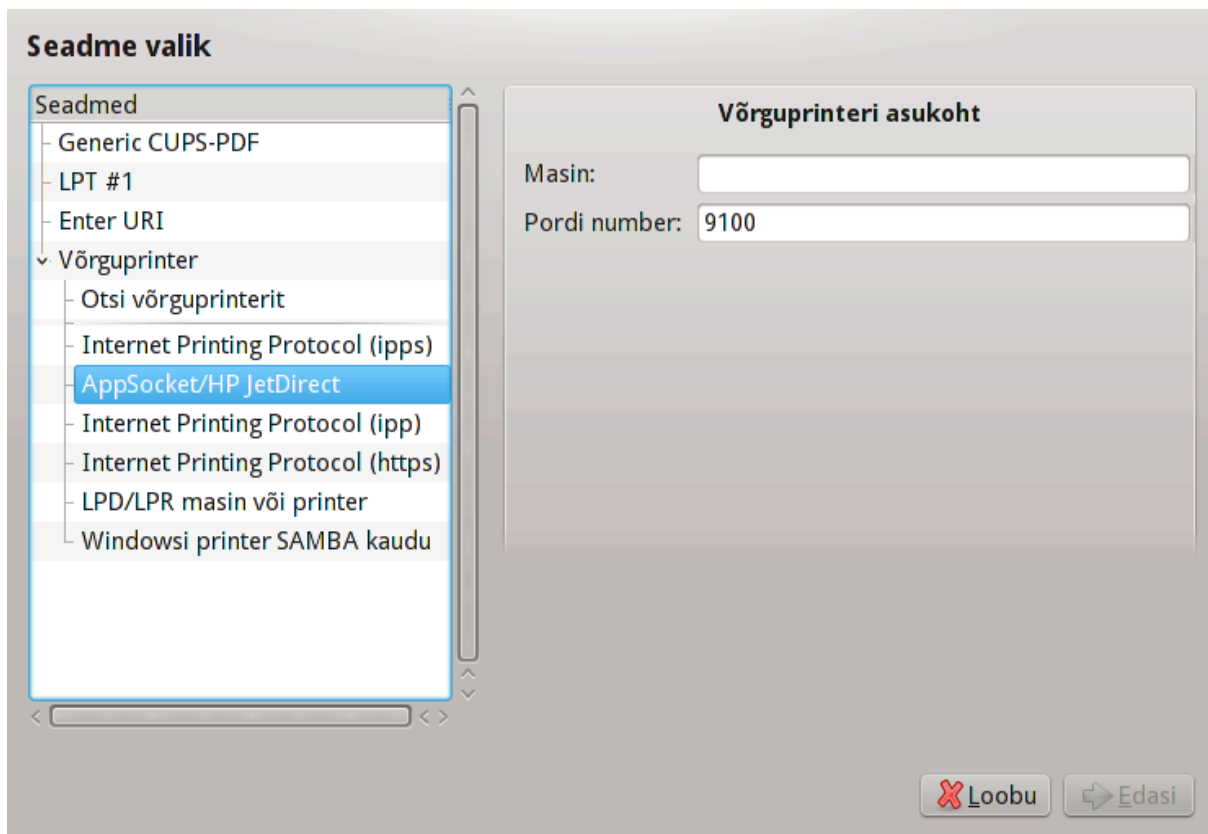 Seadme valik
Seadmed
Generic CUPS-PDF
LPT #1
Enter URI
Võrguprinter
Otsi võrguprinterit
Internet Printing Protocol (ipps)
AppSocket/HP JetDirect
Internet Printing Protocol (ipp)
Internet Printing Protocol (https)
LPD/LPR masin või printer
Windowsi printer SAMBA kaudu
Võrguprinteri asukoht
Masin:
Pordi number: 9100
Loobu
Edasi